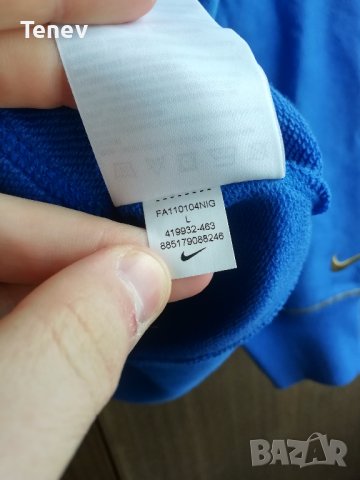 Tenev
FA110104NIG
L
419932-463
885179088246
BAZAR